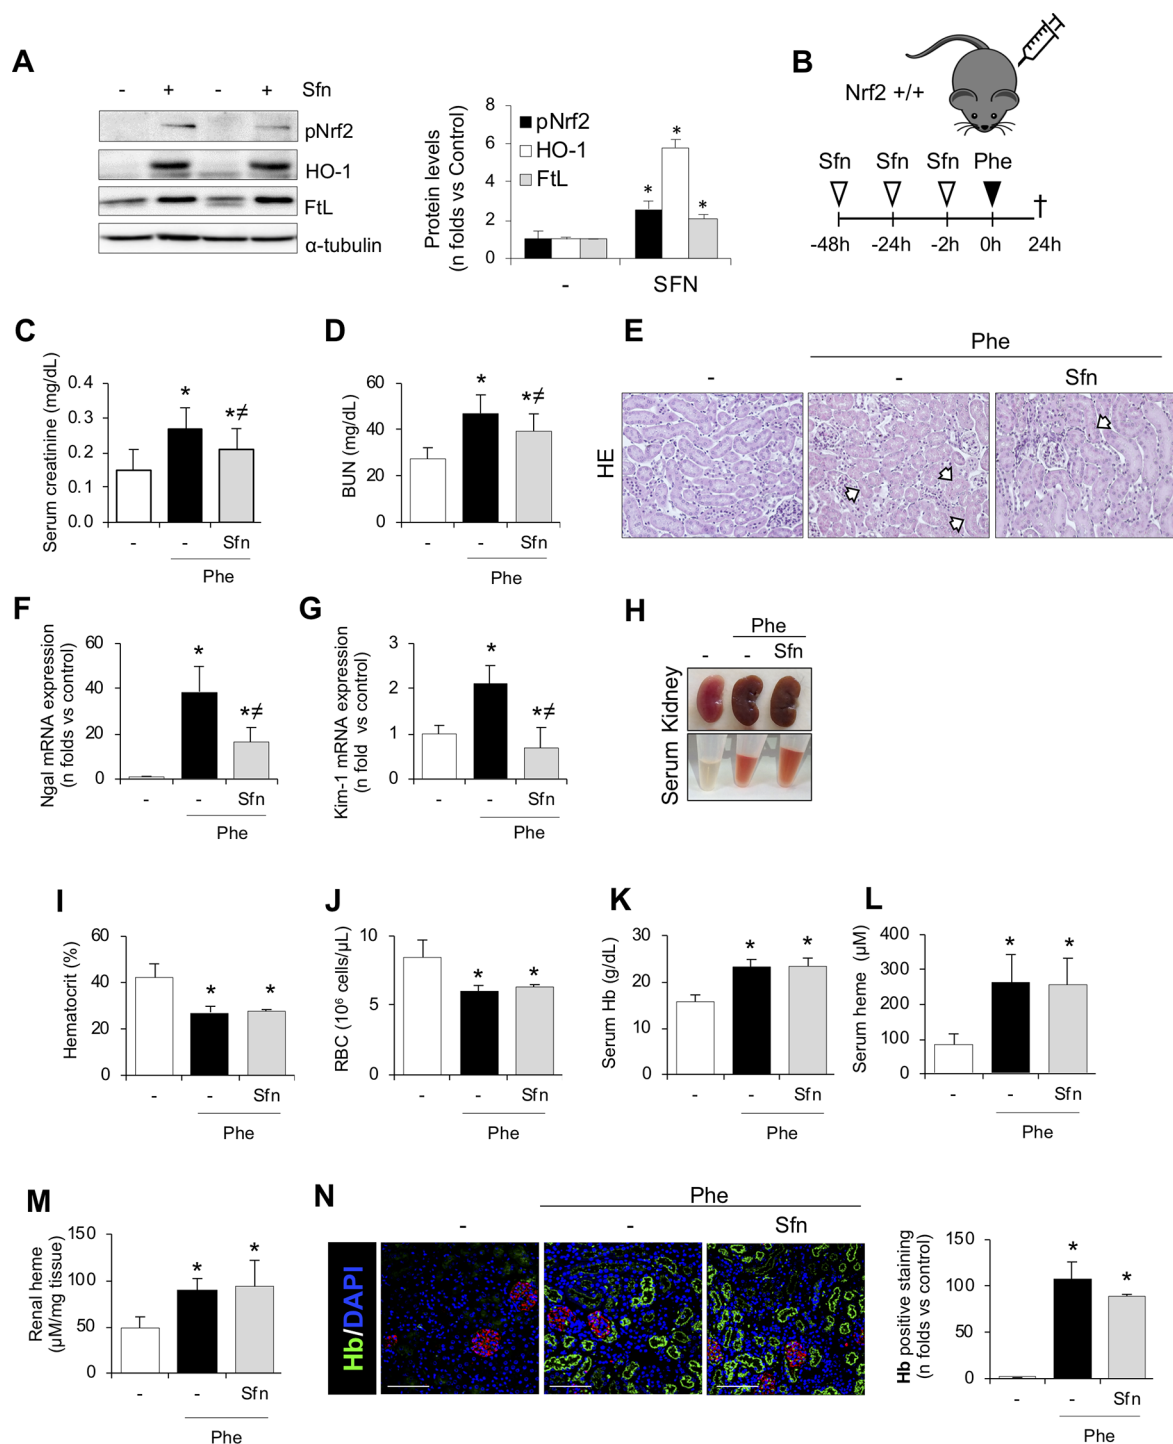 A
- + - + Sfn
pNrf2
HO-1
FtL
α-tubulin
Protein levels
(n folds vs Control)
8
6
4
2
0
pNrf2
HO-1
FtL
* * *
- SFN
B
Nrf2 +/+
Sfn Sfn Sfn Phe
†
-48h -24h -2h 0h 24h
C
Serum creatinine (mg/dL)
0.4
0.3
0.2
0.1
0.0
* *≠
- - Sfn
Phe
D
BUN (mg/dL)
60
40
20
0
* *≠
- - Sfn
Phe
E
Phe
- - Sfn
HE
F
Ngal mRNA expression
(n folds vs control)
60
40
20
0
* *≠
- - Sfn
Phe
G
Kim-1 mRNA expression
(n fold vs control)
3
2
1
0
* *≠
- - Sfn
Phe
H
Phe
- - Sfn
Kidney
Serum
I
Hematocrit (%)
60
40
20
0
* *
- - Sfn
Phe
J
RBC (10⁶ cells/µL)
10
5
0
* *
- - Sfn
Phe
K
Serum Hb (g/dL)
30
20
10
0
* *
- - Sfn
Phe
L
Serum heme (µM)
400
300
200
100
0
* *
- - Sfn
Phe
M
Renal heme
(µM/mg tissue)
150
100
50
0
* *
- - Sfn
Phe
N
Phe
- - Sfn
Hb/DAPI
Hb positive staining
(n folds vs control)
150
100
50
0
* *
- - Sfn
Phe